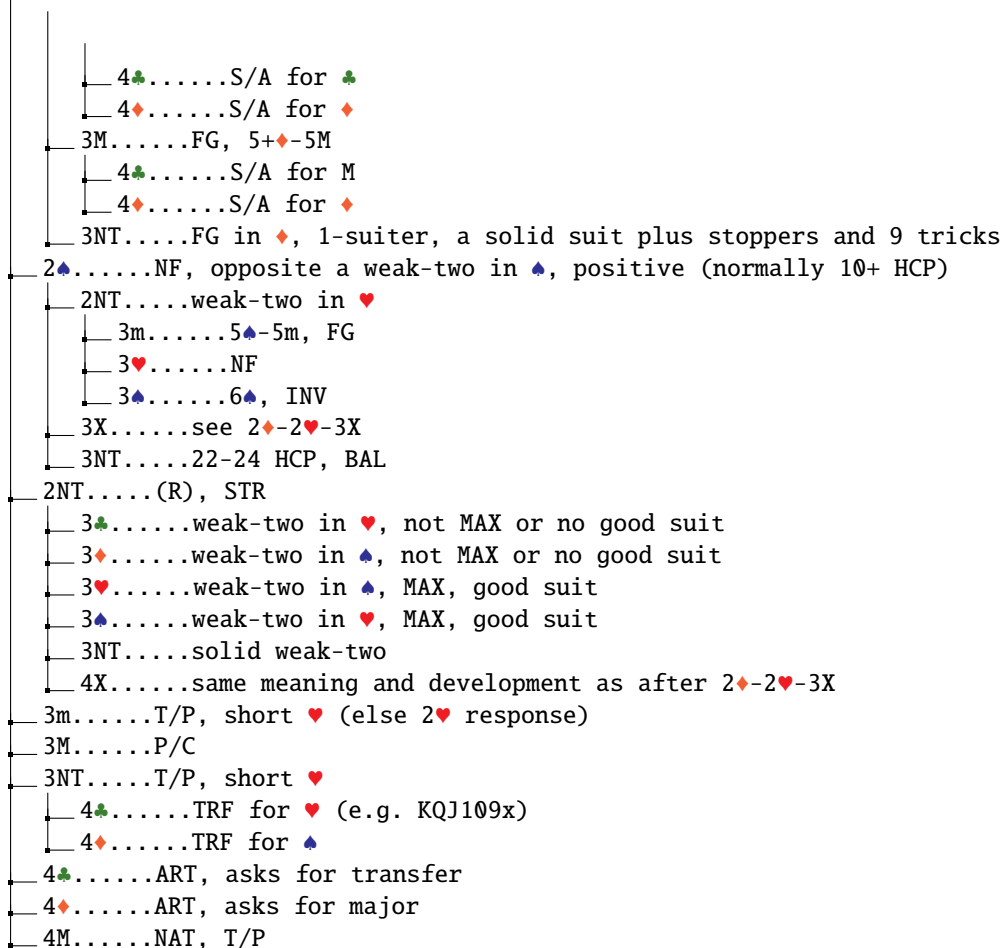 4♣......S/A for ♣
4♦......S/A for ♦
3M......FG, 5+♦-5M
4♣......S/A for M
4♦......S/A for ♦
3NT.....FG in ♦, 1-suiter, a solid suit plus stoppers and 9 tricks
2♠......NF, opposite a weak-two in ♠, positive (normally 10+ HCP)
2NT.....weak-two in ♥
3m......5♠-5m, FG
3♥......NF
3♠......6♠, INV
3X......see 2♦-2♥-3X
3NT.....22-24 HCP, BAL
2NT.....(R), STR
3♣......weak-two in ♥, not MAX or no good suit
3♦......weak-two in ♠, not MAX or no good suit
3♥......weak-two in ♠, MAX, good suit
3♠......weak-two in ♥, MAX, good suit
3NT.....solid weak-two
4X......same meaning and development as after 2♦-2♥-3X
3m......T/P, short ♥ (else 2♥ response)
3M......P/C
3NT.....T/P, short ♥
4♣......TRF for ♥ (e.g. KQJ109x)
4♦......TRF for ♠
4♣......ART, asks for transfer
4♦......ART, asks for major
4M......NAT, T/P